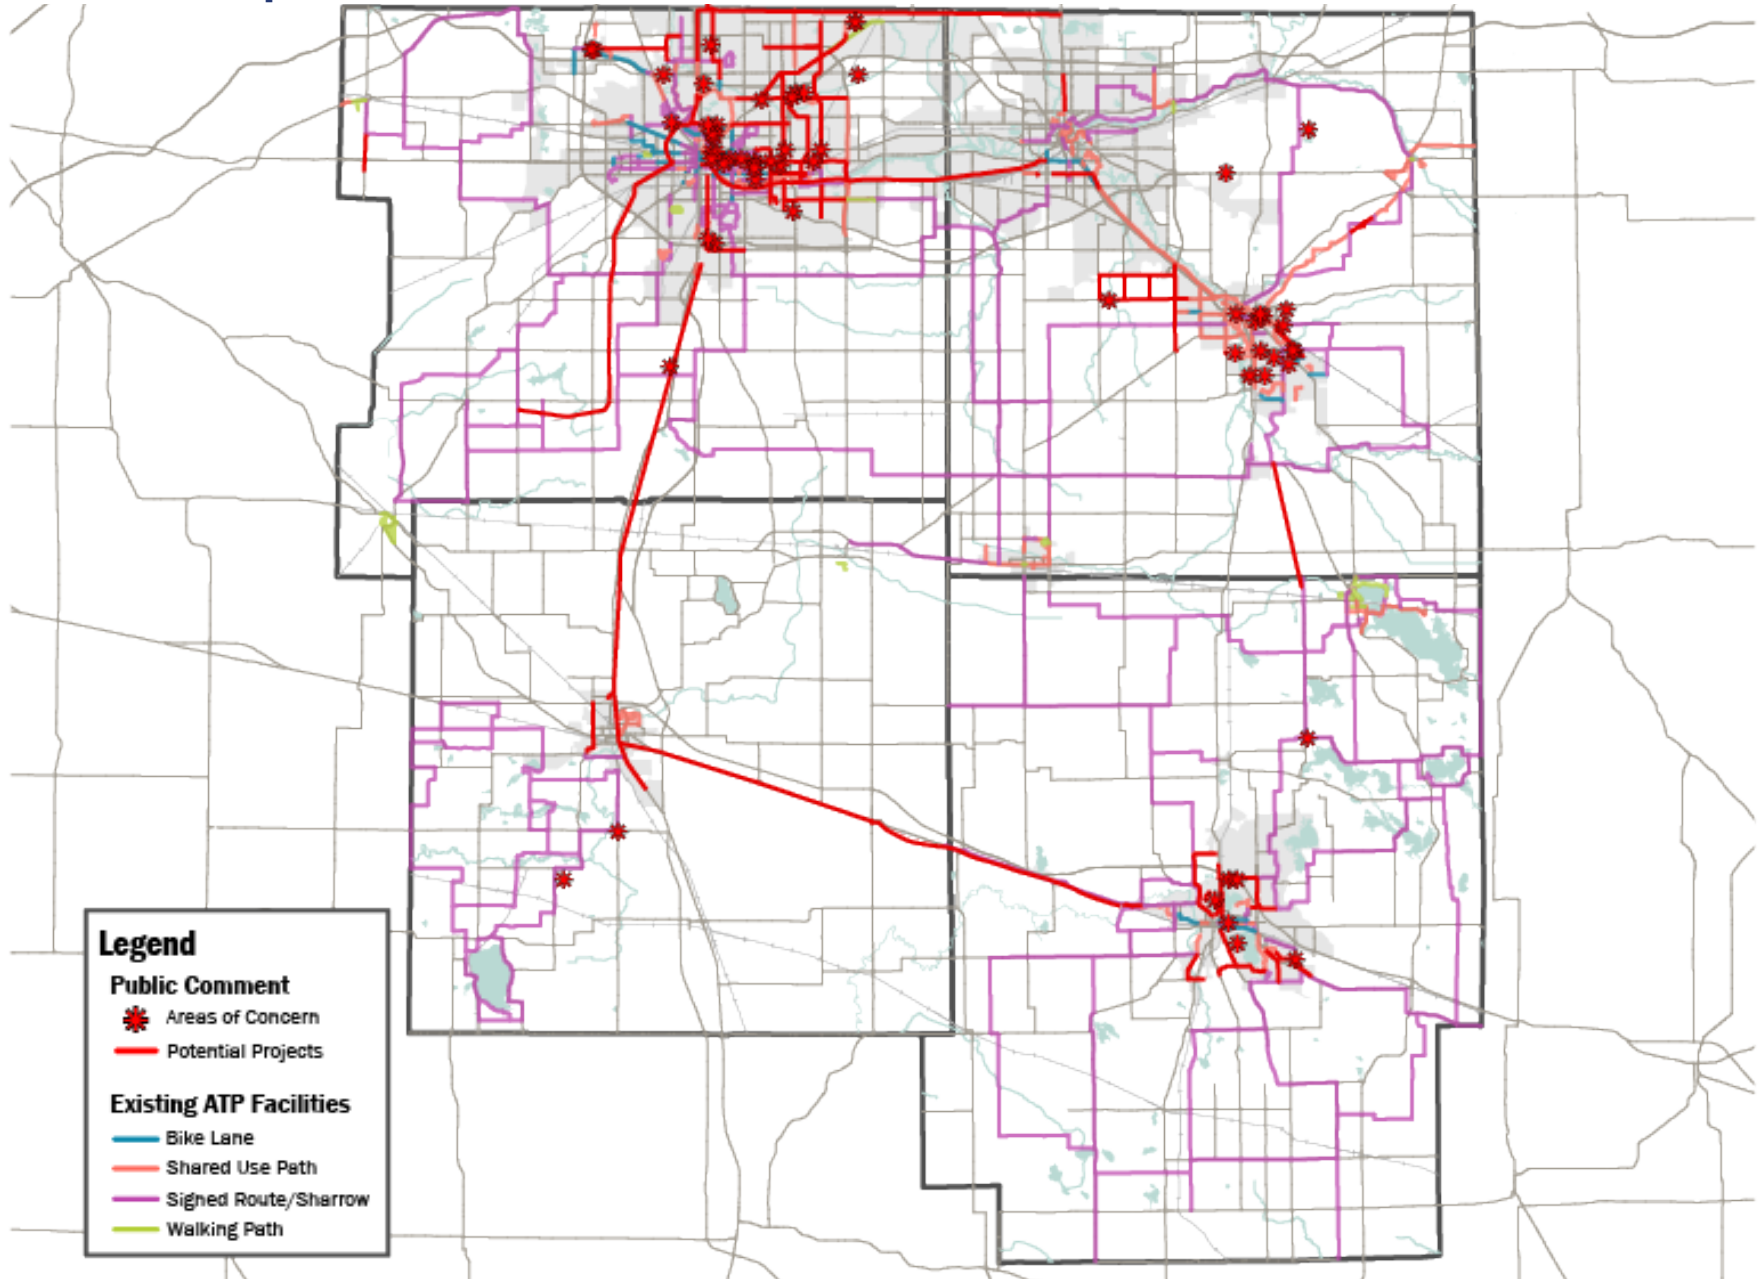 Legend
Public Comment
Areas of Concern
Potential Projects
Existing ATP Facilities
Bike Lane
Shared Use Path
Signed Route/Sharrow
Walking Path